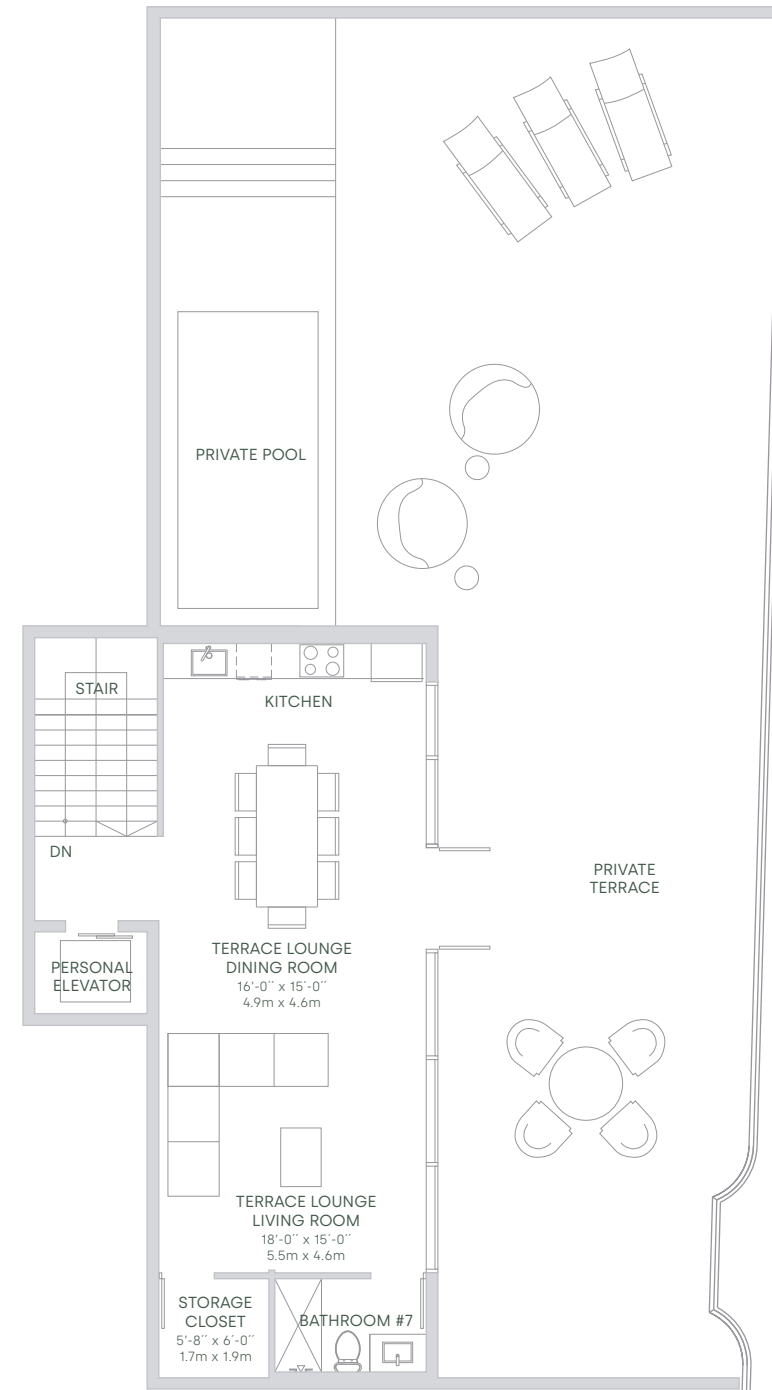 PRIVATE POOL
STAIR
KITCHEN
DN
PRIVATE
TERRACE
TERRACE LOUNGE
DINING ROOM
16'-0´´ x 15´-0´´
4.9m x 4.6m
PERSONAL
ELEVATOR
TERRACE LOUNGE
LIVING ROOM
18'-0´´ x 15´-0´´
5.5m x 4.6m
STORAGE
CLOSET
5'-8´´ x 6´-0´´
1.7m x 1.9m
BATHROOM #7